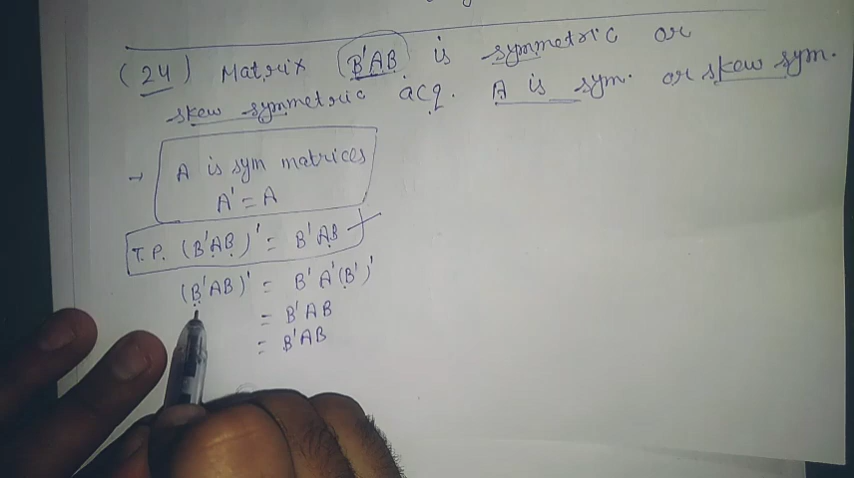 (24) Matrix B'AB is symmetric or
skew symmetric acq. A is sym. or skew sym.
→ A is sym matrices
A' = A
T.P. (B'AB)' = B'AB
(B'AB)' = B'A'(B')'
= B'AB
= B'AB